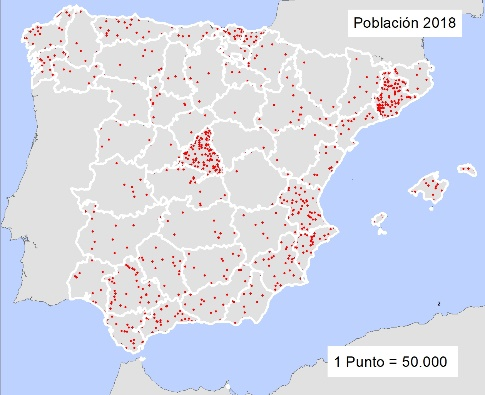 Población 2018
1 Punto = 50.000